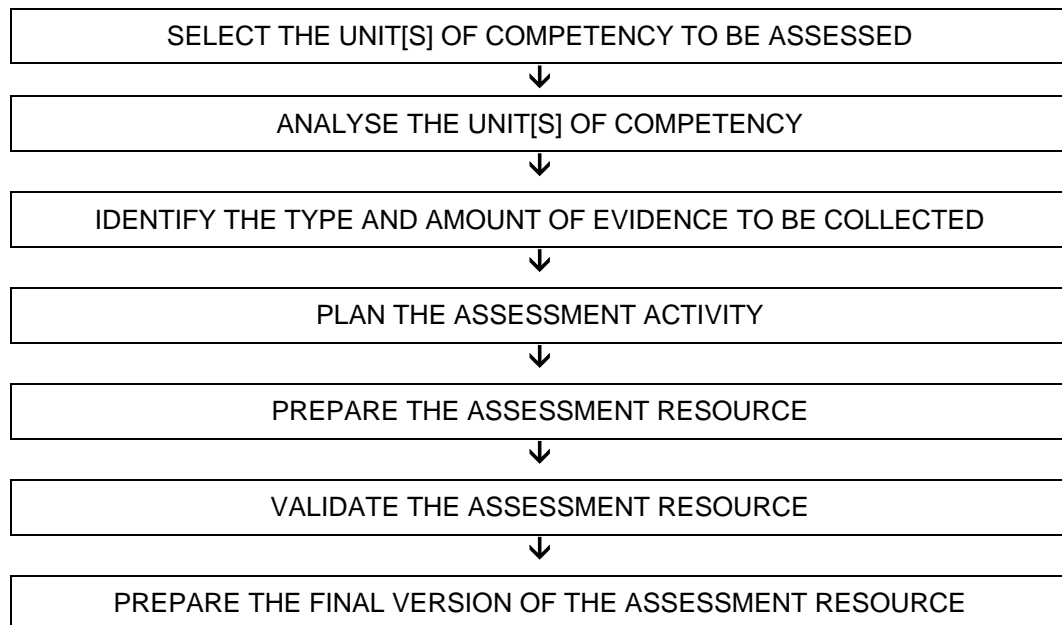 SELECT THE UNIT[S] OF COMPETENCY TO BE ASSESSED
ANALYSE THE UNIT[S] OF COMPETENCY
IDENTIFY THE TYPE AND AMOUNT OF EVIDENCE TO BE COLLECTED
PLAN THE ASSESSMENT ACTIVITY
PREPARE THE ASSESSMENT RESOURCE
VALIDATE THE ASSESSMENT RESOURCE
PREPARE THE FINAL VERSION OF THE ASSESSMENT RESOURCE